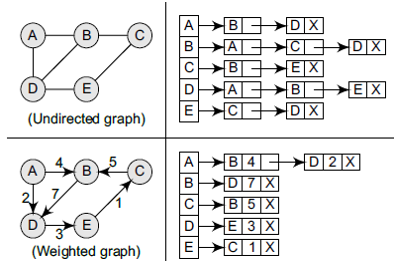 A B C
D E
(Undirected graph)
A B D X
B A C D X
C B E X
D A B E X
E C D X
A 4 B 5 C
2 7 1
D 3 E
(Weighted graph)
A B 4 D 2 X
B D 7 X
C B 5 X
D E 3 X
E C 1 X